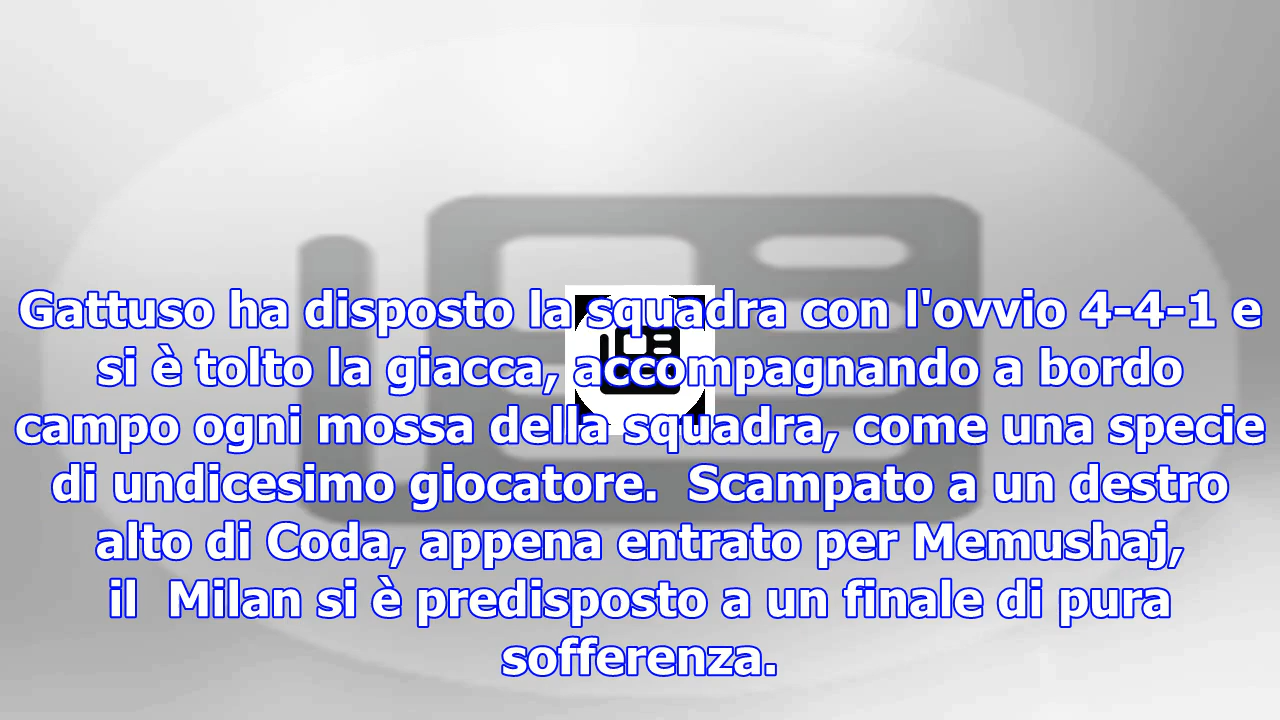 Gattuso ha disposto la squadra con l'ovvio 4-4-1 e
si è tolto la giacca, accompagnando a bordo
campo ogni mossa della squadra, come una specie
di undicesimo giocatore.  Scampato a un destro
alto di Coda, appena entrato per Memushaj,
il  Milan si è predisposto a un finale di pura
sofferenza.